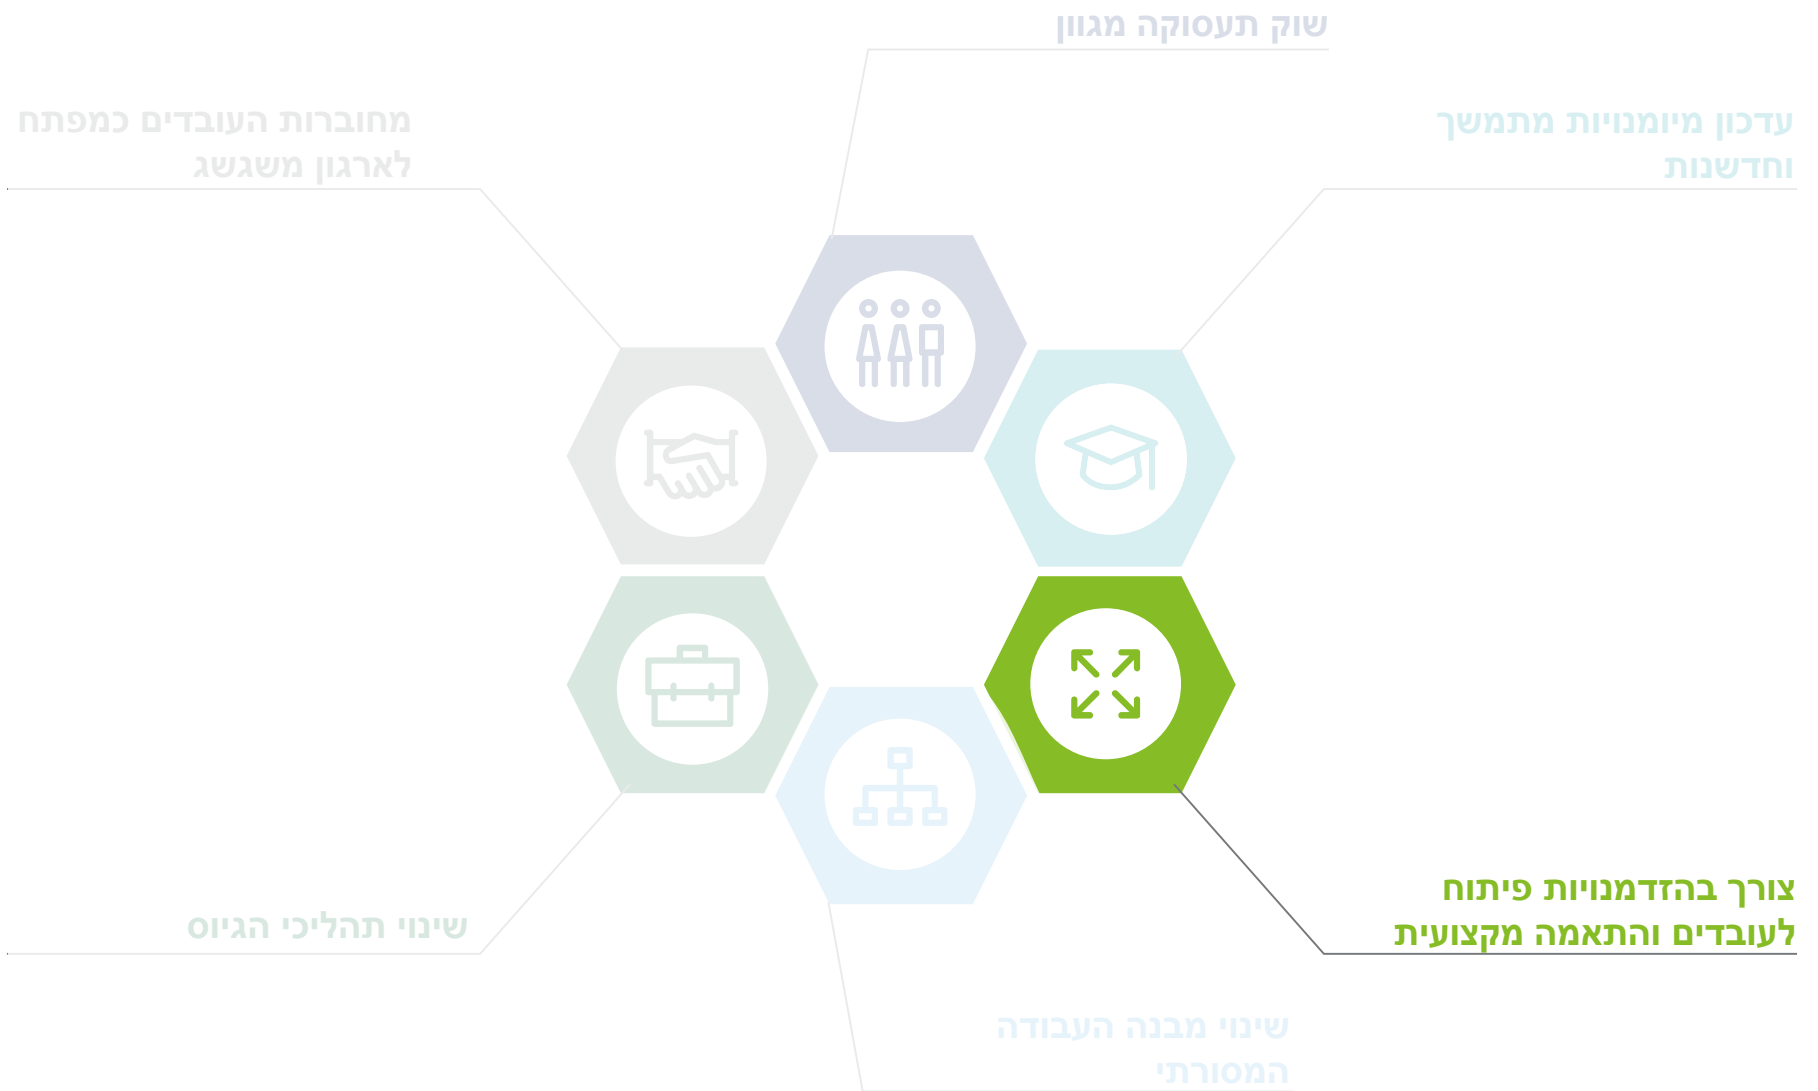 שוק תעסוקה מגוון
עדכון מיומנויות מתמשך
וחדשנות
מחוברות העובדים כמפתח
לארגון משגשג
צורך בהזדמנויות פיתוח
לעובדים והתאמה מקצועית
שינוי תהליכי הגיוס
שינוי מבנה העבודה
המסורתי